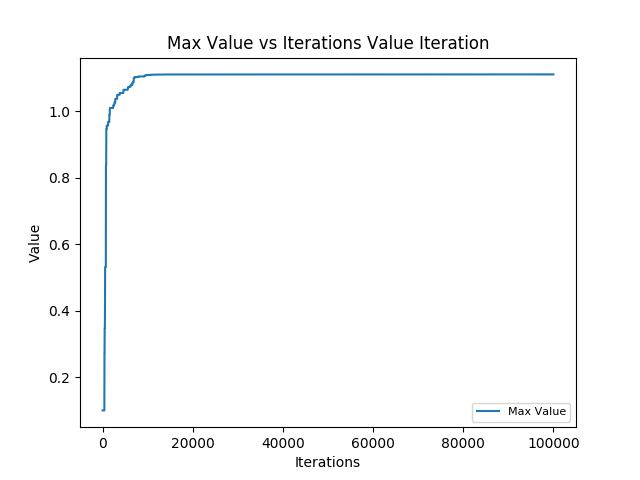 Max Value vs Iterations Value Iteration
1.0
0.8
0.6
0.4
0.2
Value
Max Value
0 20000 40000 60000 80000 100000
Iterations